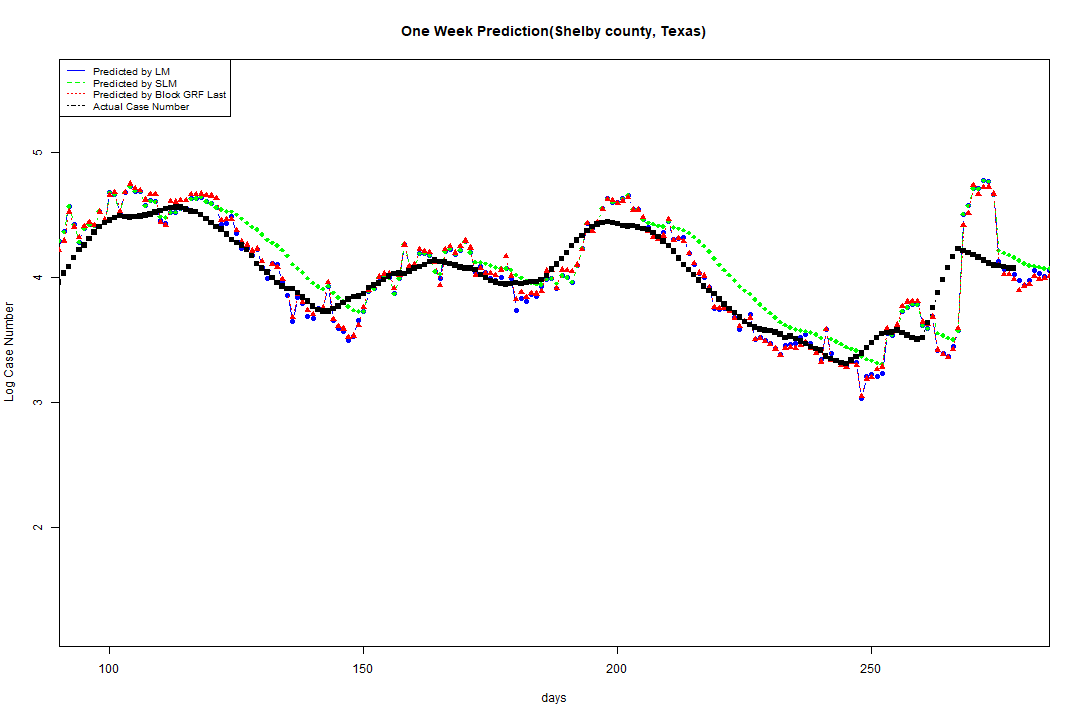 One Week Prediction(Shelby county, Texas)
Predicted by LM
Predicted by SLM
Predicted by Block GRF Last
Actual Case Number
5
4
3
2
Log Case Number
100 150 200 250
days